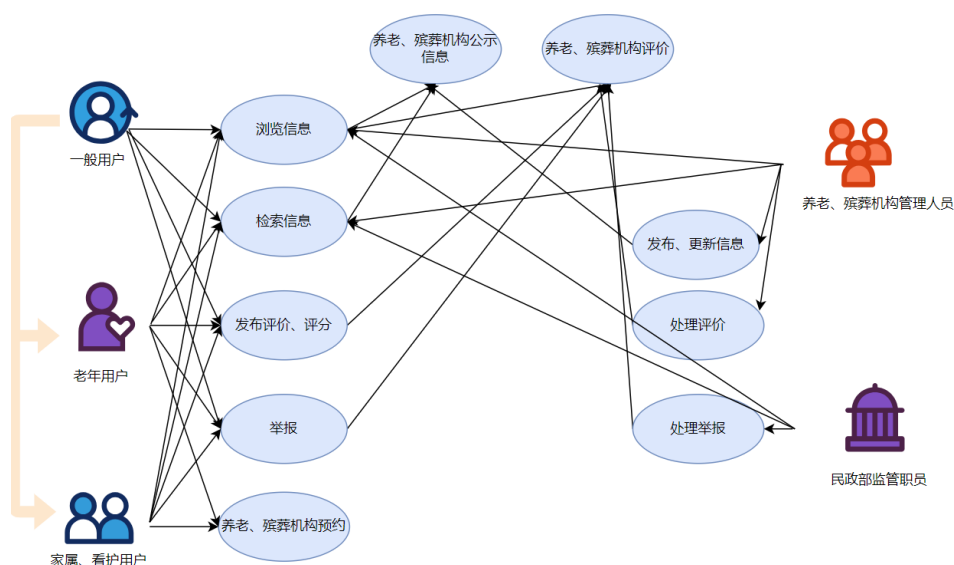 养老、殡葬机构公示
信息
养老、殡葬机构评价
浏览信息
一般用户
养老、殡葬机构管理人员
检索信息
发布、更新信息
发布评价、评分
处理评价
老年用户
举报
处理举报
民政部监管职员
养老、殡葬机构预约
家属、看护用户